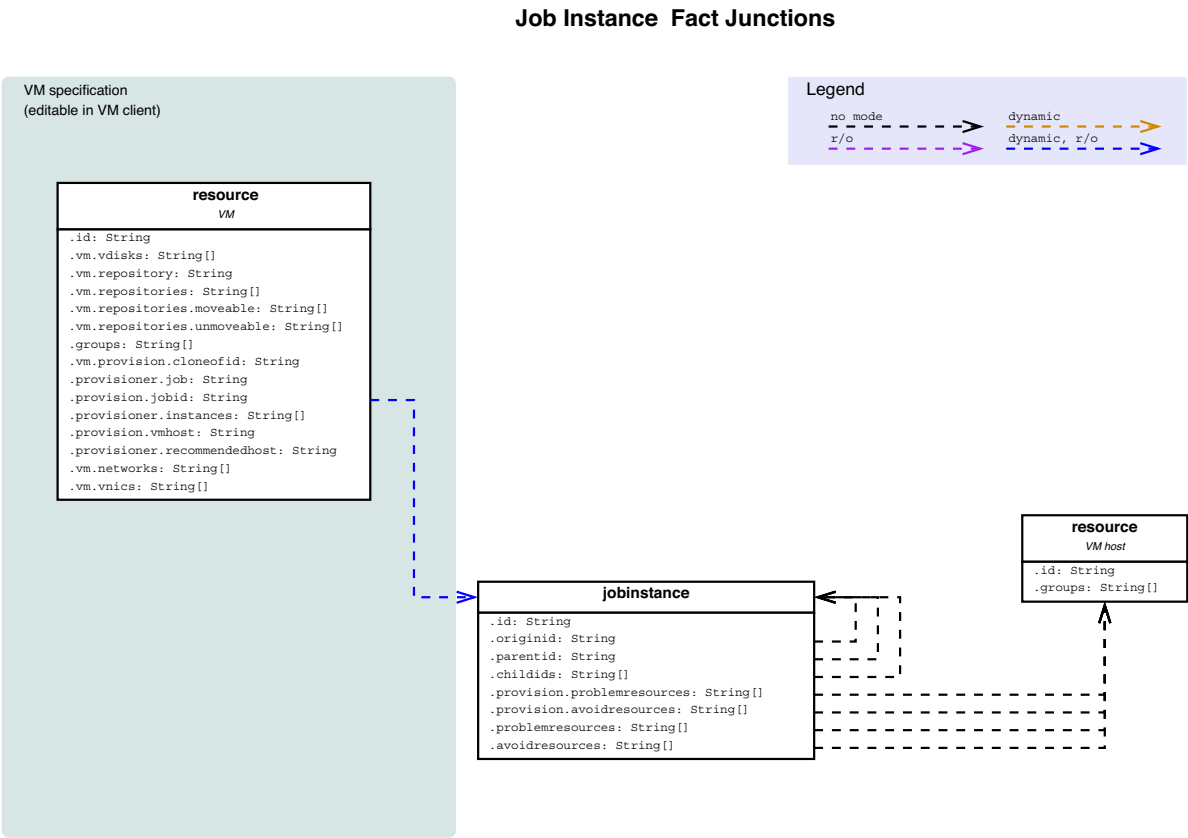 Job Instance  Fact Junctions
VM specification
(editable in VM client)
Legend
no mode
dynamic
r/o
dynamic, r/o
resource
VM
.id: String
.vm.vdisks: String[]
.vm.repository: String
.vm.repositories: String[]
.vm.repositories.moveable: String[]
.vm.repositories.unmoveable: String[]
.groups: String[]
.vm.provision.cloneofid: String
.provisioner.job: String
.provision.jobid: String
.provisioner.instances: String[]
.provision.vmhost: String
.provisioner.recommendedhost: String
.vm.networks: String[]
.vm.vnics: String[]
resource
VM host
.id: String
.groups: String[]
jobinstance
.id: String
.originid: String
.parentid: String
.childids: String[]
.provision.problemresources: String[]
.provision.avoidresources: String[]
.problemresources: String[]
.avoidresources: String[]